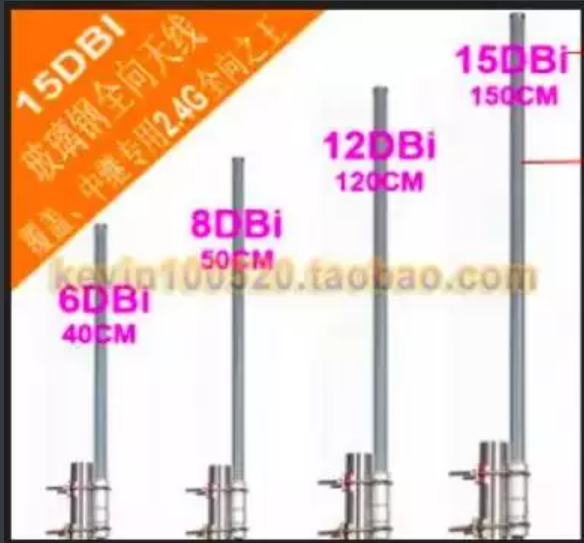 15DBI
玻璃钢全向天线
覆盖、中继专用2.4G全向之王
15DBi
150CM
12DBi
120CM
8DBi
50CM
kevin100520.taobao.com
6DBi
40CM